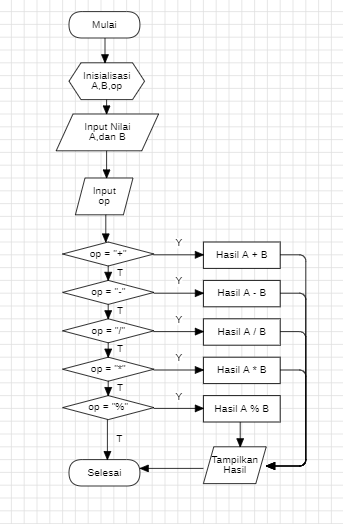 Mulai
Inisialisasi
A,B,op
Input Nilai
A,dan B
Input
op
op = "+"
Y
Hasil A + B
T
op = "-"
Y
Hasil A - B
T
op = "/"
Y
Hasil A / B
T
op = "*"
Y
Hasil A * B
T
op = "%"
Y
Hasil A % B
T
Tampilkan
Hasil
Selesai